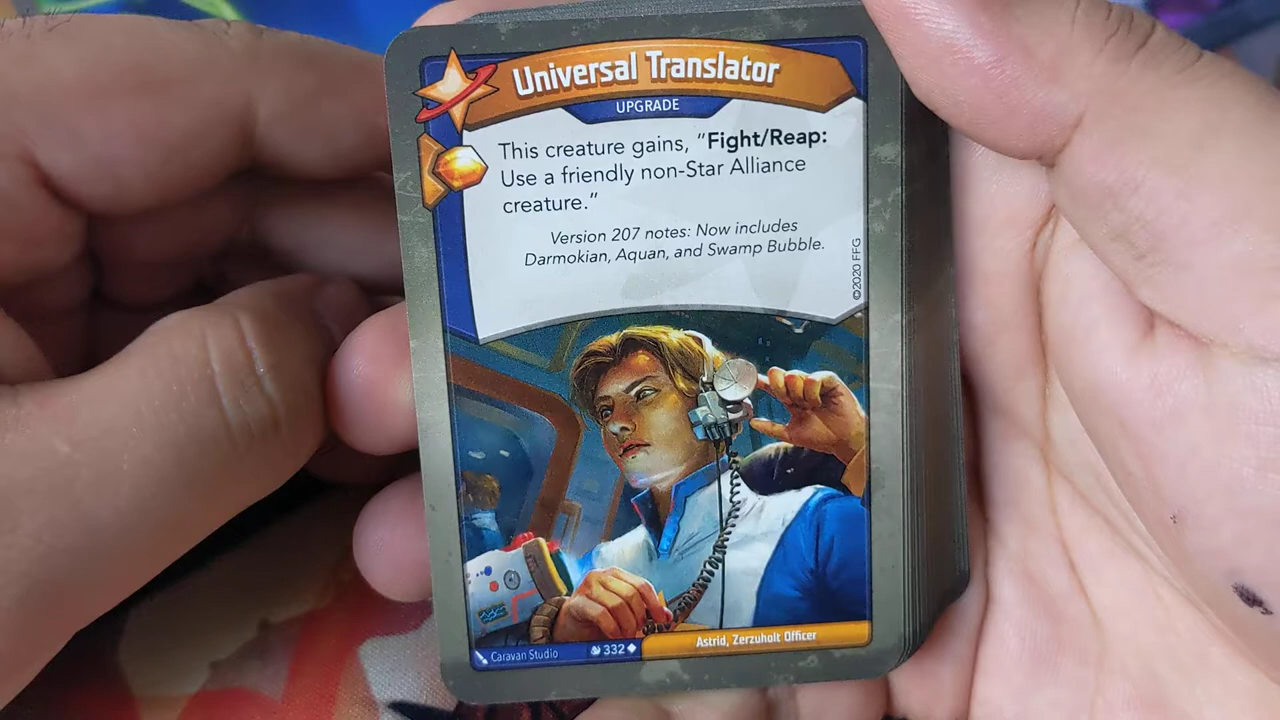 Universal Translator
UPGRADE
This creature gains, "Fight/Reap:
Use a friendly non-Star Alliance
creature."
Version 207 notes: Now includes
Darmokian, Aquan, and Swamp Bubble.
©2020 FFG
Astrid, Zerzuholt Officer
Caravan Studio
332